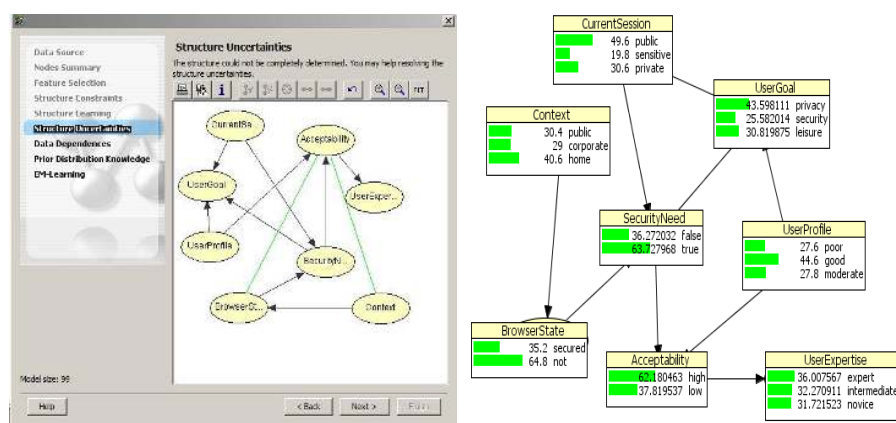 Data Source
Nodes Summary
Feature Selection
Structure Constraints
Structure Learning
Structure Uncertainties
Data Dependences
Prior Distribution Knowledge
EM-Learning
Structure Uncertainties
The structure could not be completely determined. You may help resolving the
structure uncertainties.
FIT
CurrentSe...
Acceptability
UserGoal
UserExper...
UserProfile
SecurityN...
BrowserSt...
Context
Model size: 99
Help
< Back
Next >
Finish
CurrentSession
49.6 public
19.8 sensitive
30.6 private
UserGoal
43.598111 privacy
25.582014 security
30.819875 leisure
Context
30.4 public
29 corporate
40.6 home
SecurityNeed
36.272032 false
63.727968 true
UserProfile
27.6 poor
44.6 good
27.8 moderate
BrowserState
35.2 secured
64.8 not
Acceptability
62.180463 high
37.819537 low
UserExpertise
36.007567 expert
32.270911 intermediate
31.721523 novice